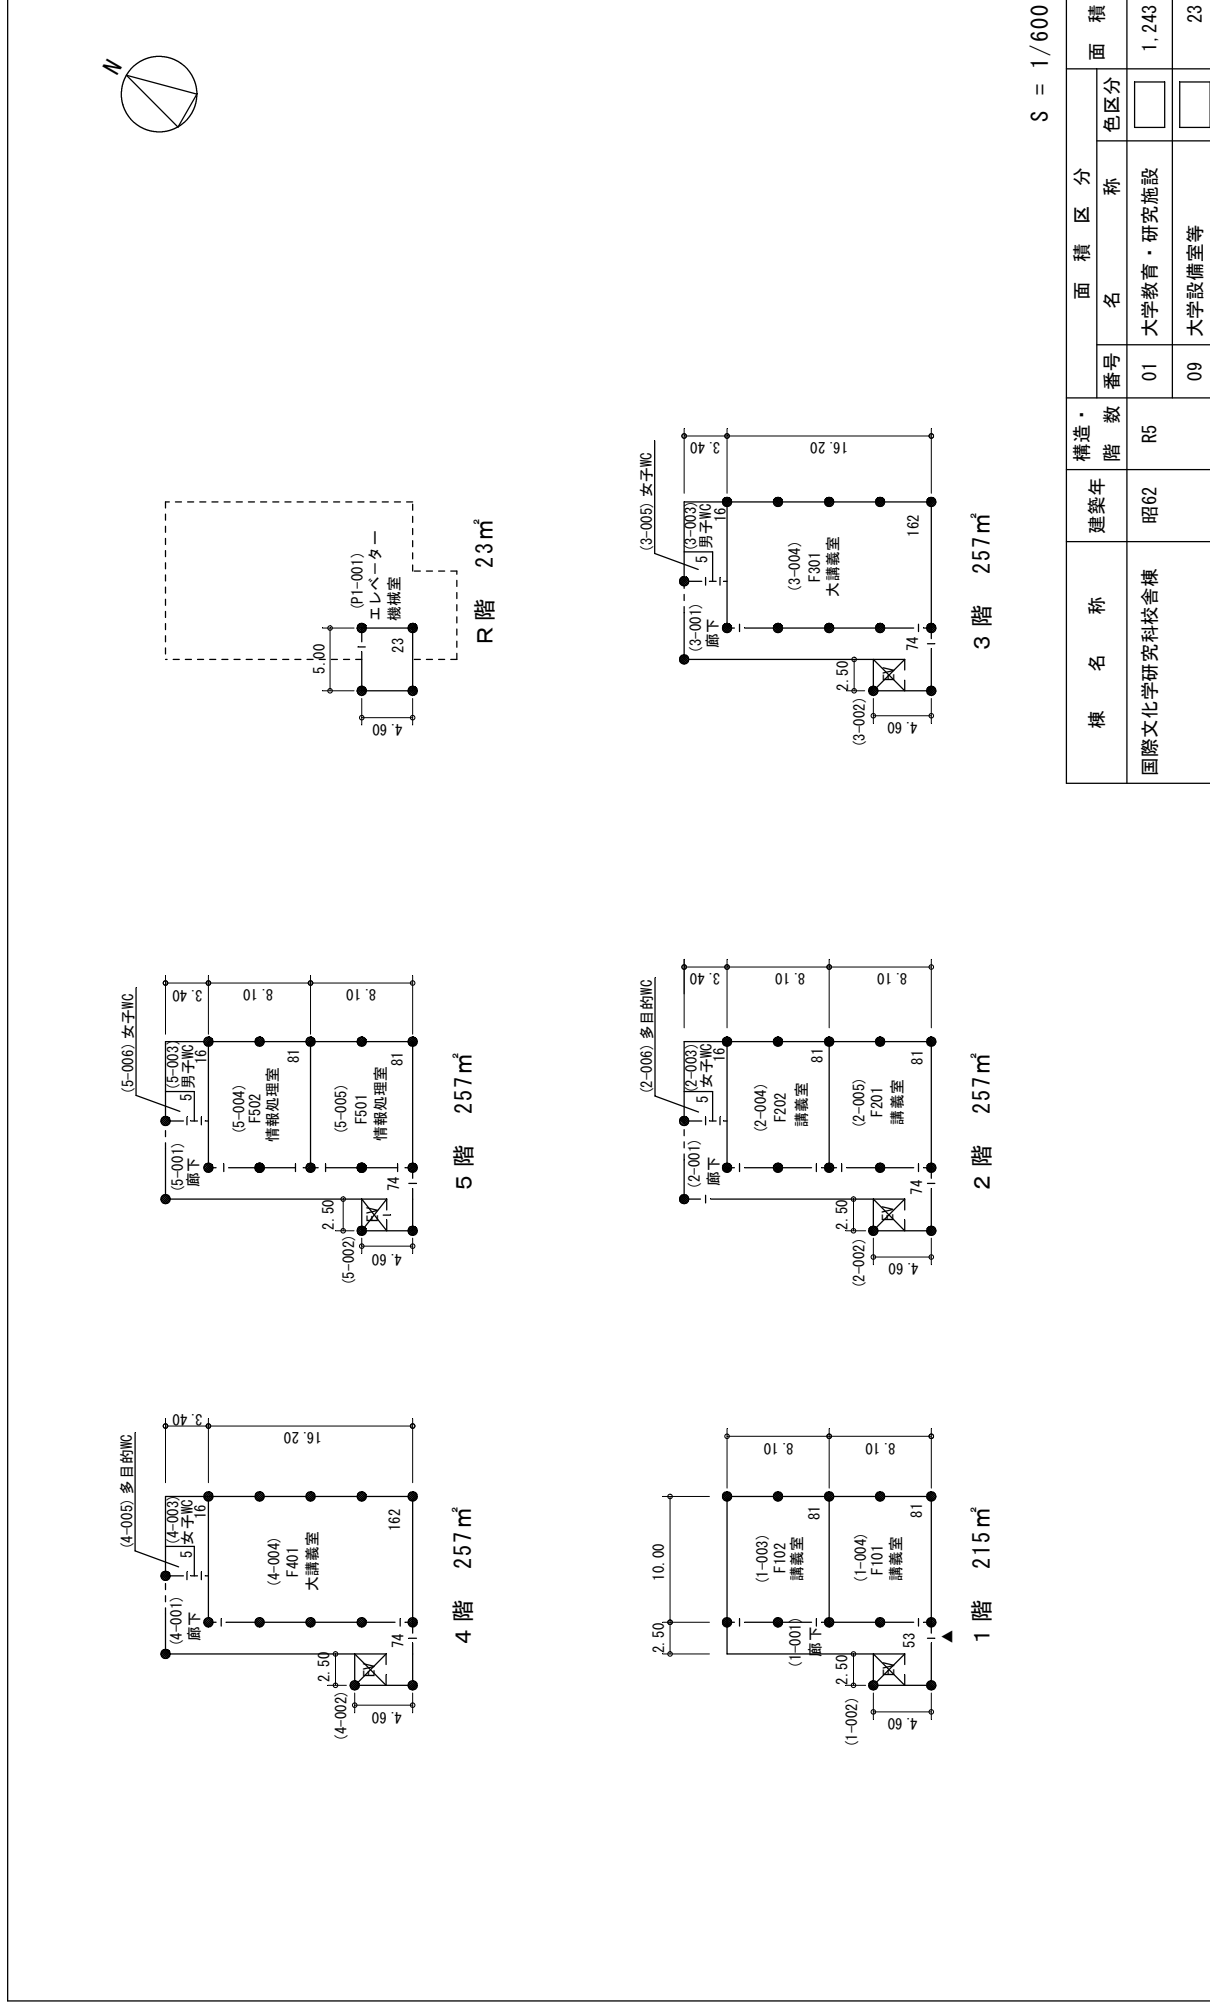 N
(4-005) 多目的WC
(4-003)
女子WC
16
5
(4-001)
廊下
(4-004)
F401
大講義室
162
74
EV
(4-002)
2.50
4.60
3.40
16.20
4階 257㎡
(5-006) 女子WC
(5-003)
男子WC
16
5
(5-001)
廊下
(5-004)
F502
情報処理室
81
(5-005)
F501
情報処理室
81
74
EV
(5-002)
2.50
4.60
3.40
8.10
8.10
5階 257㎡
(P1-001)
エレベーター
機械室
23
5.00
4.60
R階 23㎡
10.00
2.50
(1-003)
F102
講義室
81
(1-004)
F101
講義室
81
(1-001)
廊下
53
EV
(1-002)
2.50
4.60
8.10
8.10
1階 215㎡
(2-006) 多目的WC
(2-003)
女子WC
16
5
(2-001)
廊下
(2-004)
F202
講義室
81
(2-005)
F201
講義室
81
74
EV
(2-002)
2.50
4.60
3.40
8.10
8.10
2階 257㎡
(3-005) 女子WC
(3-003)
男子WC
16
5
(3-001)
廊下
(3-004)
F301
大講義室
162
74
EV
(3-002)
2.50
4.60
3.40
16.20
3階 257㎡
S = 1/600
棟 名 称 建築年 構造・階 数 面 積 区 分 面 積
番号 名 称 色区分
国際文化学研究科校舎棟 昭62 R5 01 大学教育・研究施設 1,243
09 大学設備室等 23